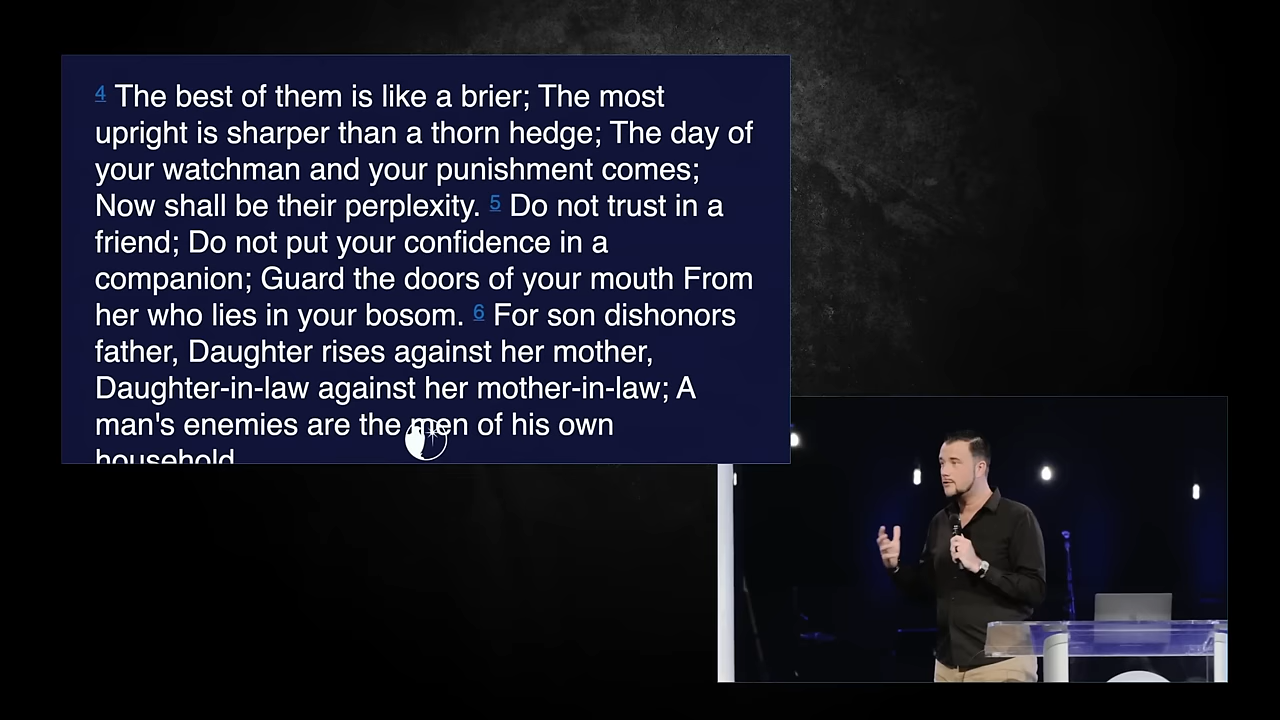 4 The best of them is like a brier; The most
upright is sharper than a thorn hedge; The day of
your watchman and your punishment comes;
Now shall be their perplexity. 5 Do not trust in a
friend; Do not put your confidence in a
companion; Guard the doors of your mouth From
her who lies in your bosom. 6 For son dishonors
father, Daughter rises against her mother,
Daughter-in-law against her mother-in-law; A
man's enemies are the men of his own
household